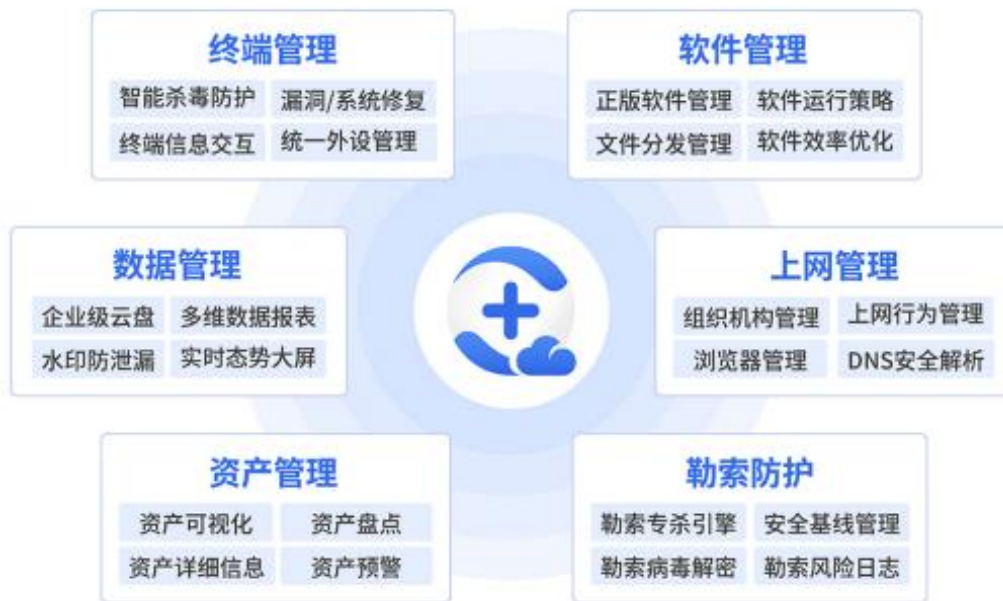 终端管理
智能杀毒防护 漏洞/系统修复
终端信息交互 统一外设管理
软件管理
正版软件管理 软件运行策略
文件分发管理 软件效率优化
数据管理
企业级云盘 多维数据报表
水印防泄漏 实时态势大屏
上网管理
组织机构管理 上网行为管理
浏览器管理 DNS安全解析
资产管理
资产可视化 资产盘点
资产详细信息 资产预警
勒索防护
勒索专杀引擎 安全基线管理
勒索病毒解密 勒索风险日志